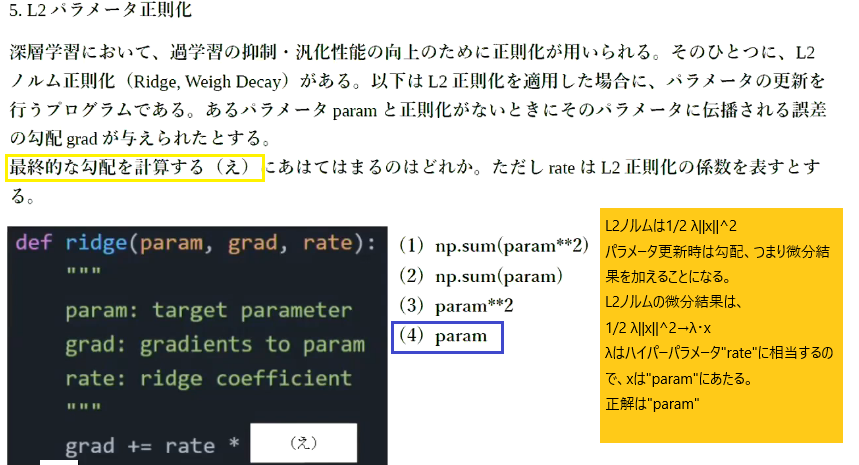 5. L2 パラメータ正則化
深層学習において、過学習の抑制・汎化性能の向上のために正則化が用いられる。そのひとつに、L2
ノルム正則化（Ridge, Weigh Decay）がある。以下は L2 正則化を適用した場合に、パラメータの更新を
行うプログラムである。あるパラメータ param と正則化がないときにそのパラメータに伝播される誤差
の勾配 grad が与えられたとする。
最終的な勾配を計算する（え）にあてはまるのはどれか。ただし rate は L2 正則化の係数を表すとす
る。
def ridge(param, grad, rate):
"""
param: target parameter
grad: gradients to param
rate: ridge coefficient
"""
grad += rate * （え）
（1）np.sum(param**2)
（2）np.sum(param)
（3）param**2
（4）param
L2ノルムは1/2 λ||x||^2
パラメータ更新時は勾配、つまり微分結
果を加えることになる。
L2ノルムの微分結果は、
1/2 λ||x||^2→λ・x
λはハイパーパラメータ"rate"に相当するの
で、xは"param"にあたる。
正解は"param"